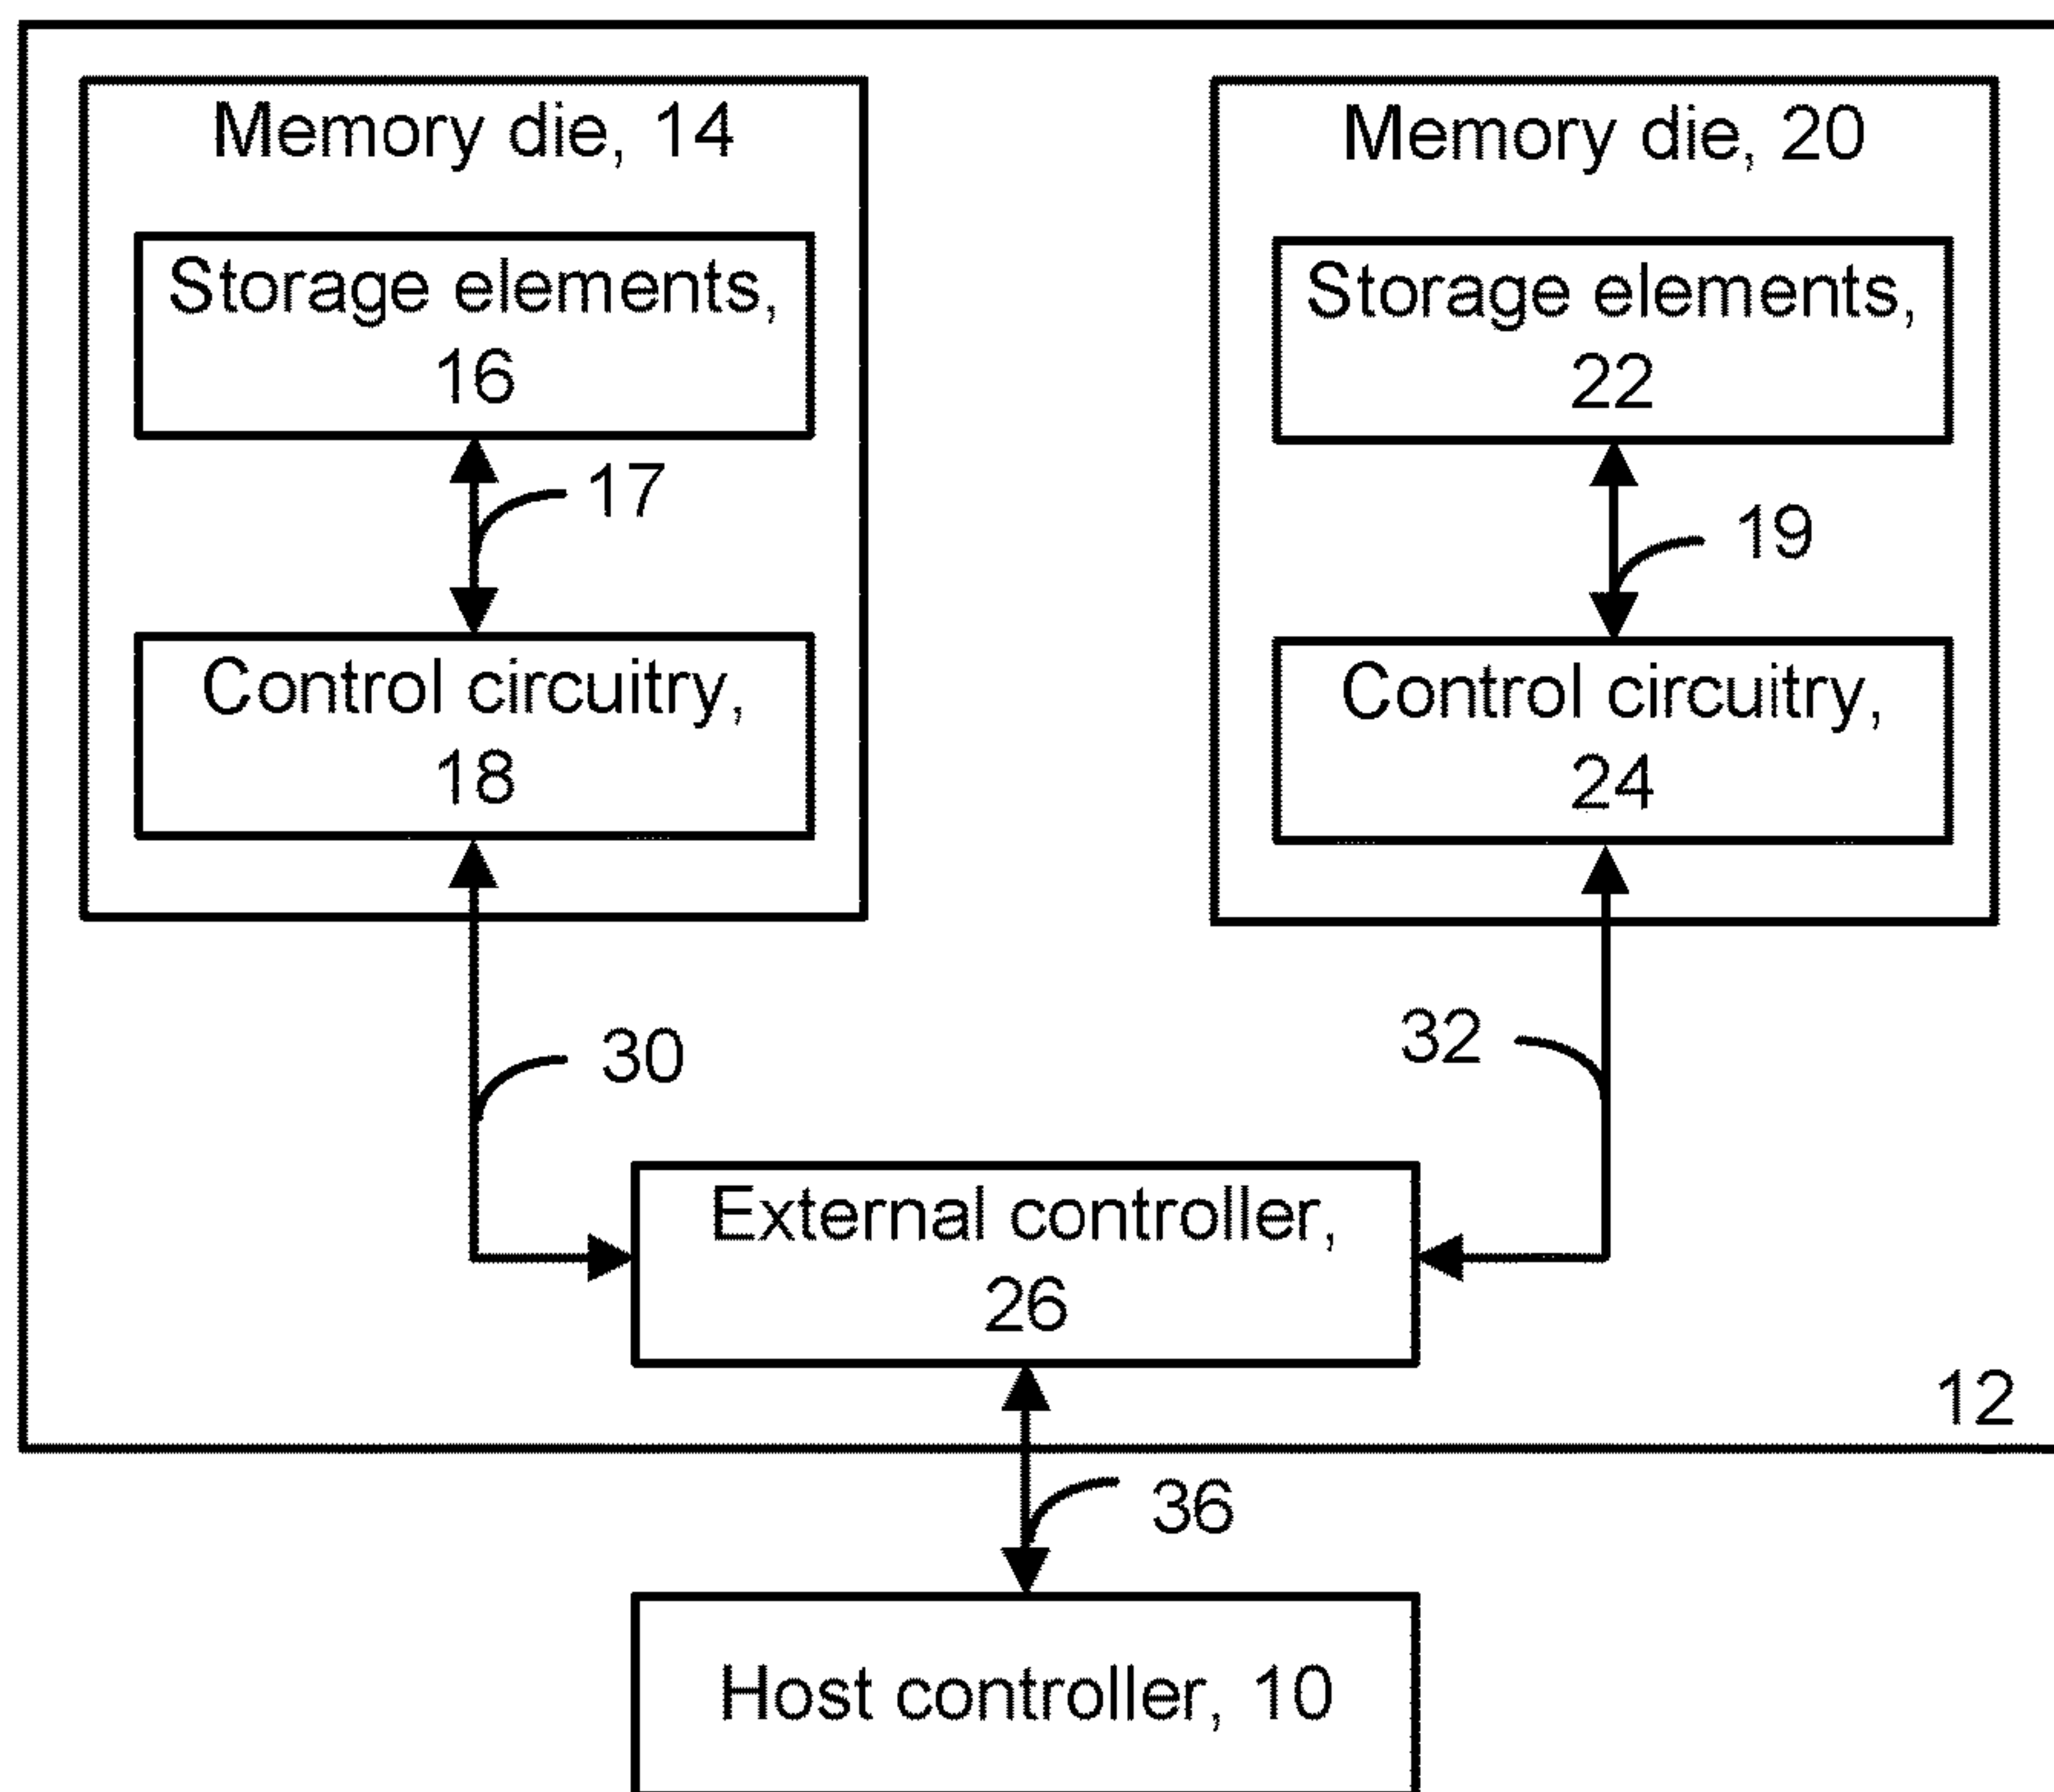 Memory die, 14
Storage elements,
16
17
Control circuitry,
18
Memory die, 20
Storage elements,
22
19
Control circuitry,
24
30
32
External controller,
26
12
36
Host controller, 10